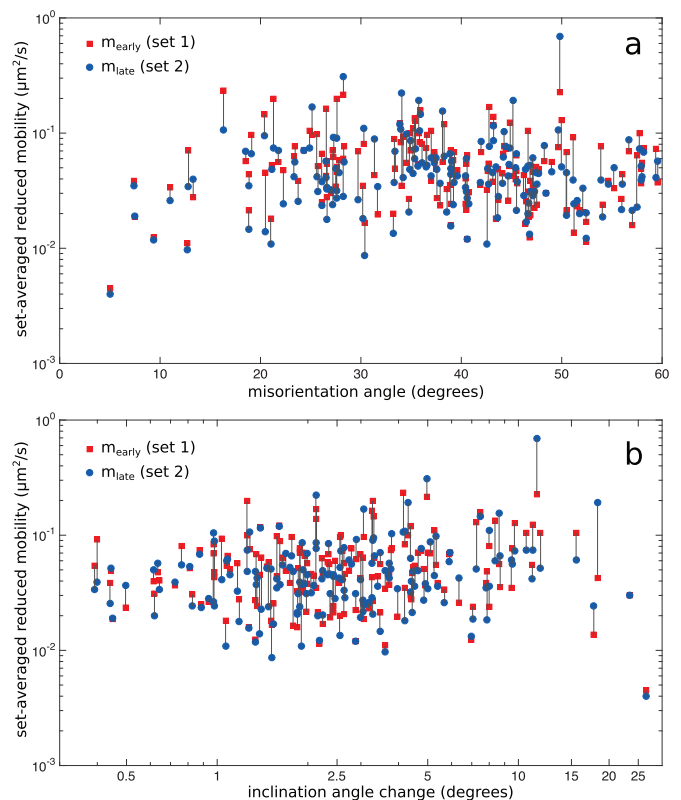 10⁰
a
m_early (set 1)
m_late (set 2)
10⁻¹
10⁻²
10⁻³
set-averaged reduced mobility (µm²/s)
0 10 20 30 40 50 60
misorientation angle (degrees)
10⁰
b
m_early (set 1)
m_late (set 2)
10⁻¹
10⁻²
10⁻³
set-averaged reduced mobility (µm²/s)
0.5 1 2.5 5 10 15 20 25
inclination angle change (degrees)